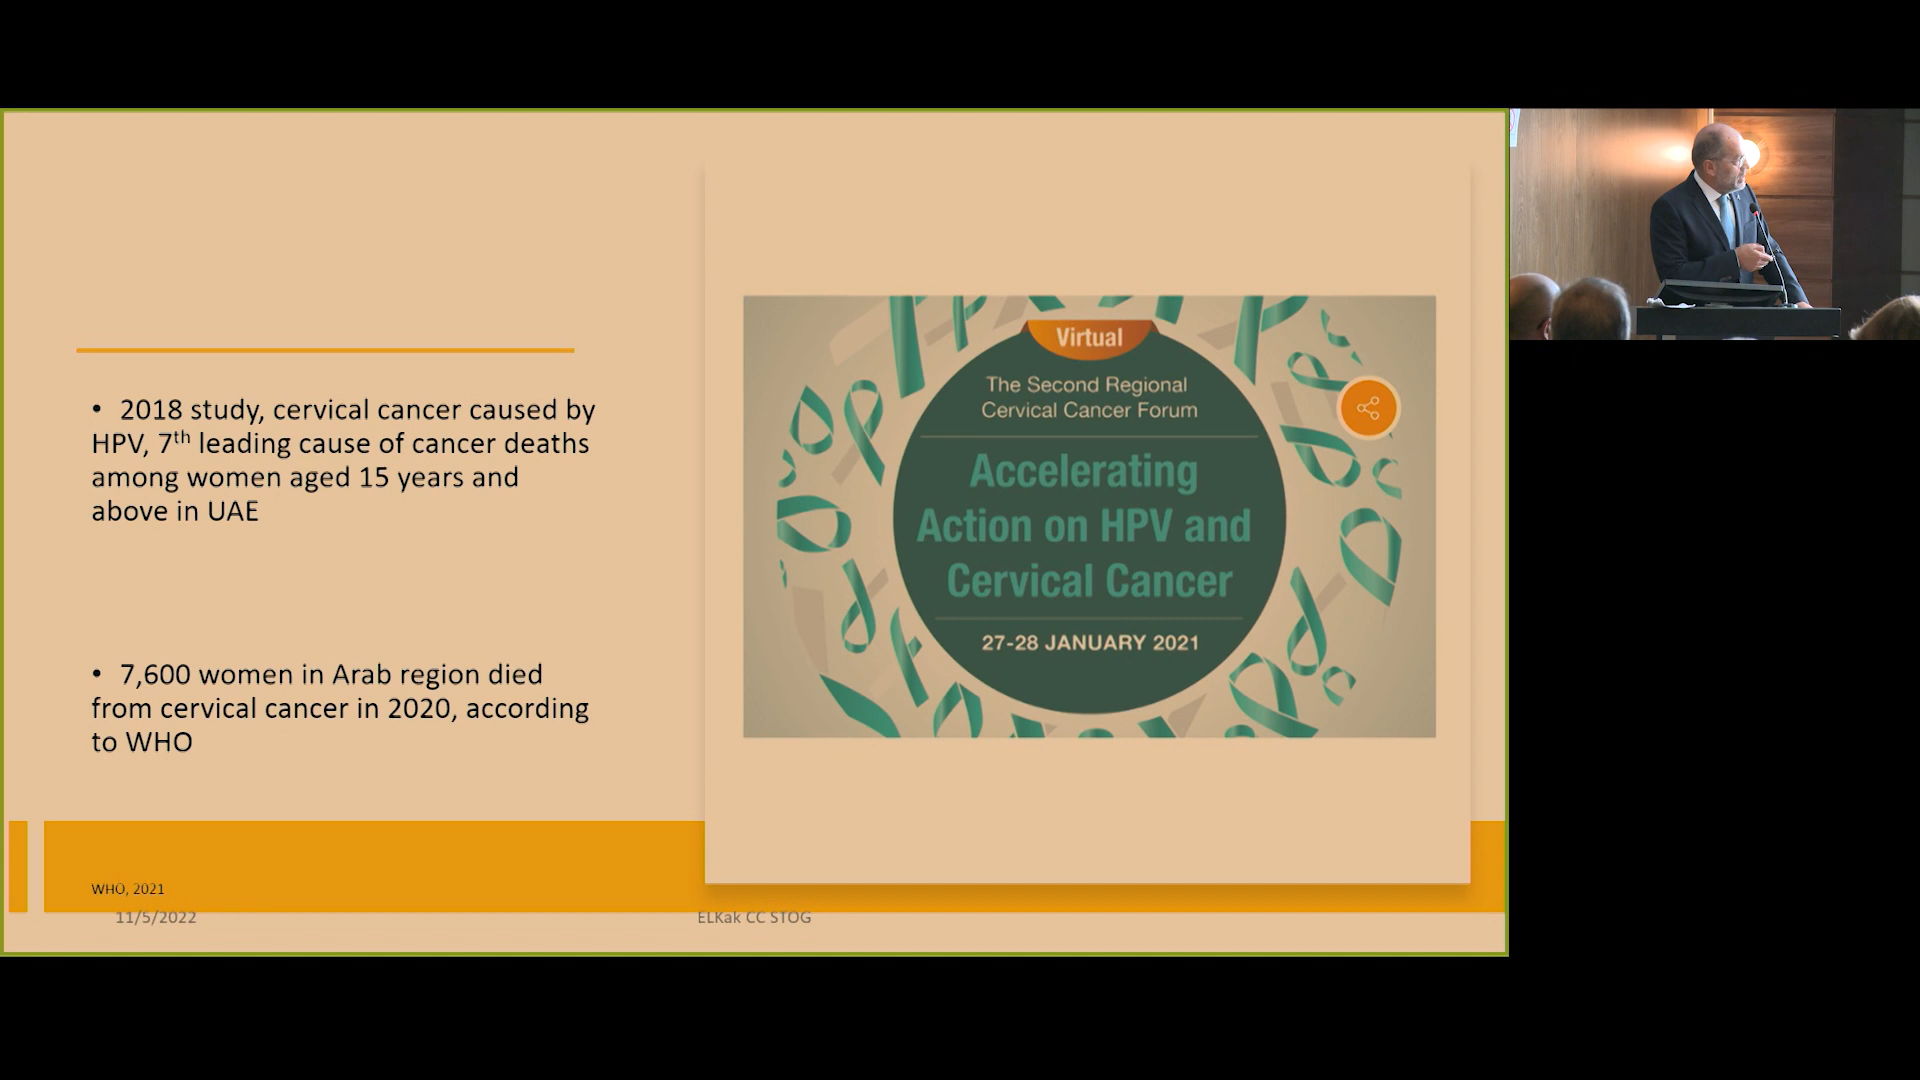 • 2018 study, cervical cancer caused by
HPV, 7th leading cause of cancer deaths
among women aged 15 years and
above in UAE
• 7,600 women in Arab region died
from cervical cancer in 2020, according
to WHO
Virtual
The Second Regional
Cervical Cancer Forum
Accelerating
Action on HPV and
Cervical Cancer
27-28 JANUARY 2021
WHO, 2021
11/5/2022
ELKak CC STOG